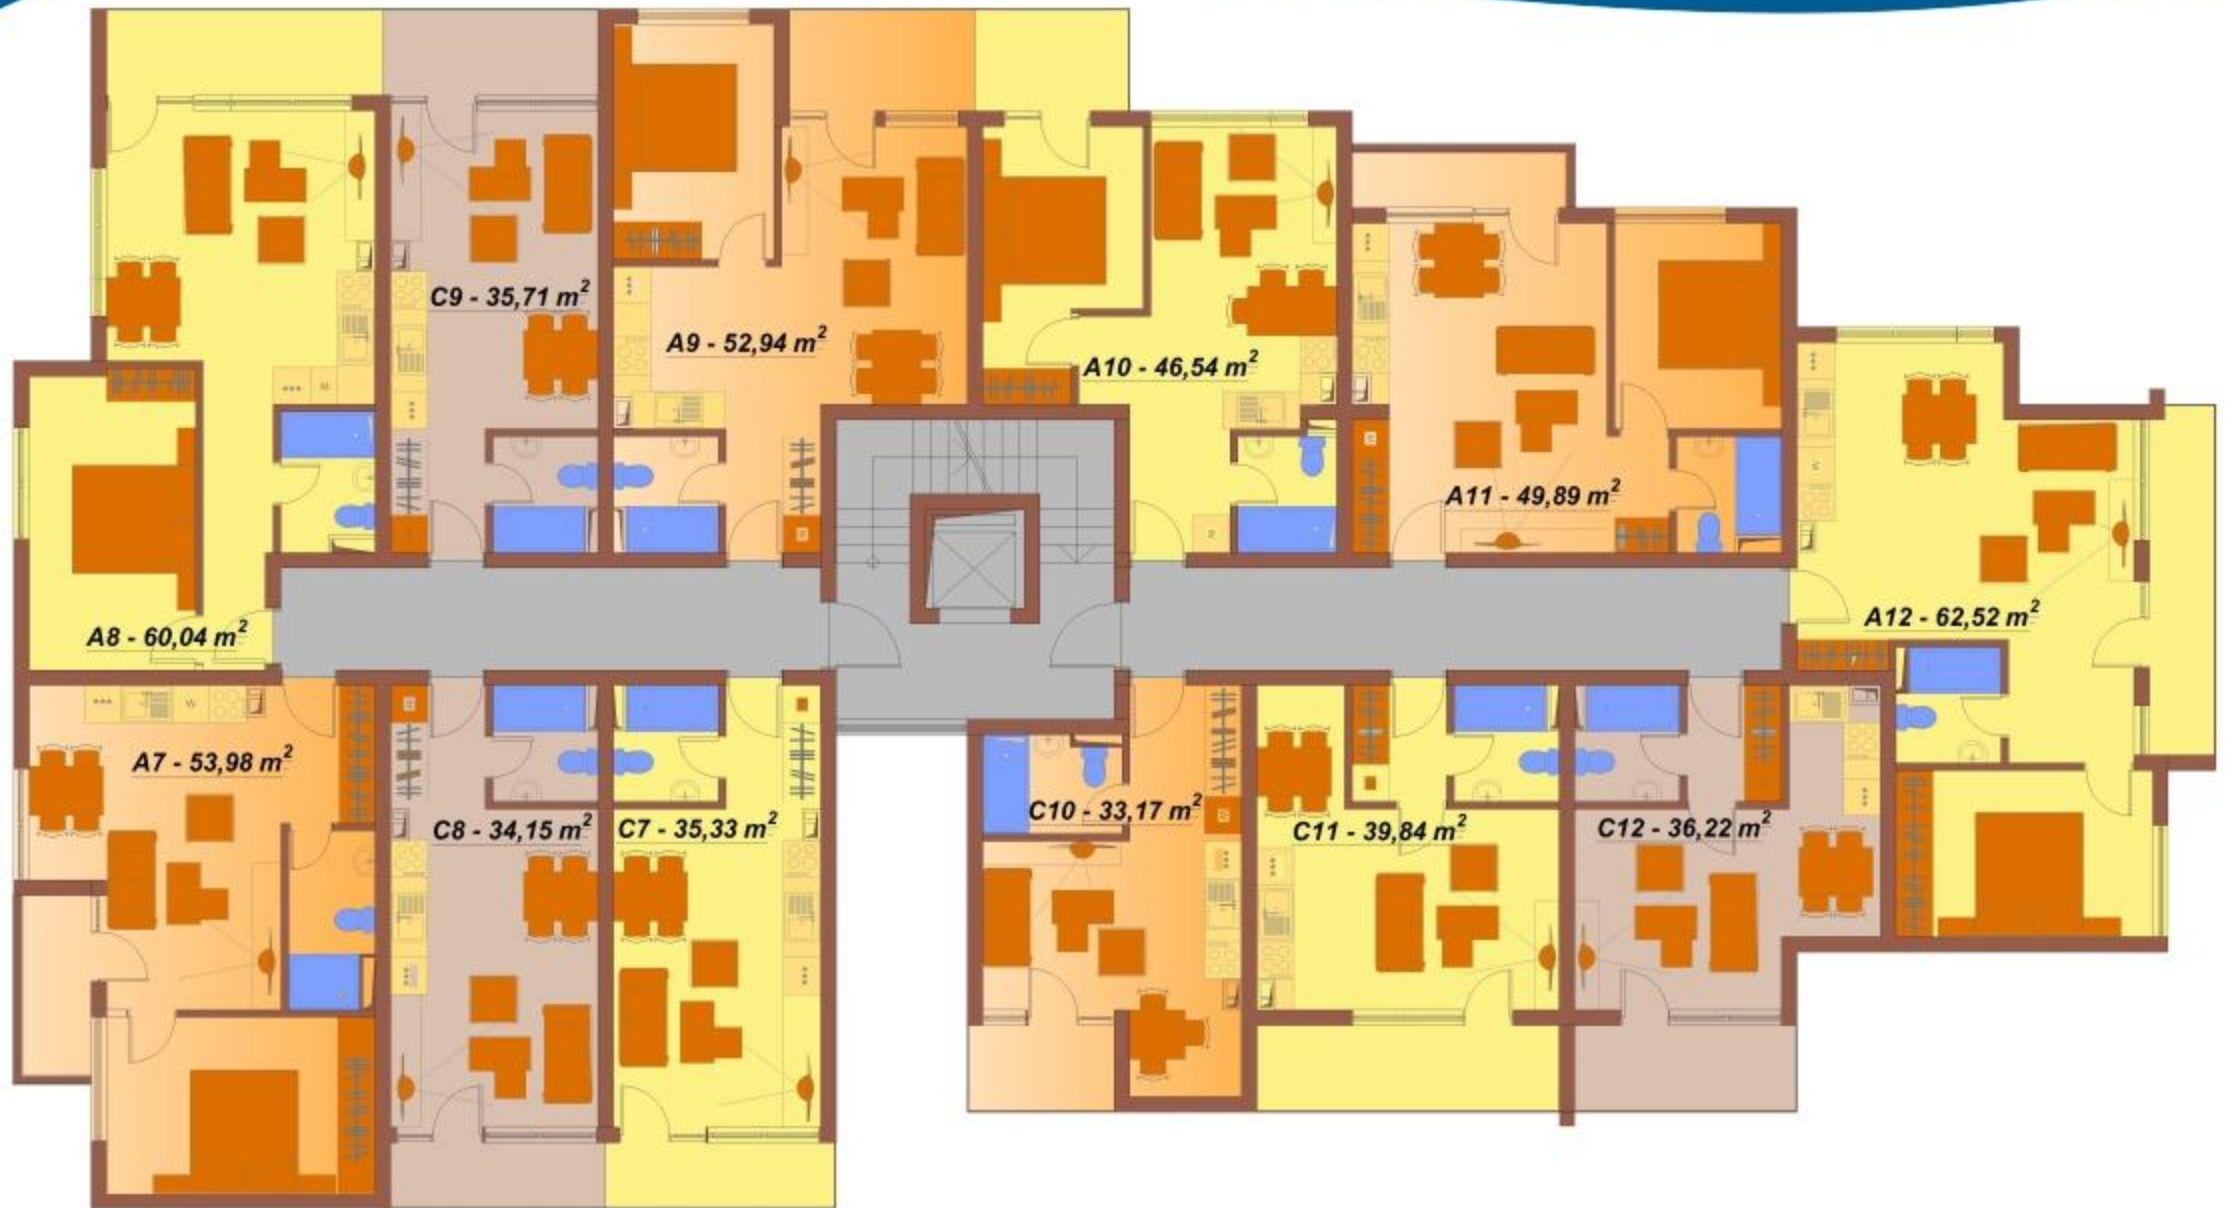 C9 - 35,71 m²
A9 - 52,94 m²
A10 - 46,54 m²
A11 - 49,89 m²
A8 - 60,04 m²
A12 - 62,52 m²
A7 - 53,98 m²
C8 - 34,15 m²
C7 - 35,33 m²
C10 - 33,17 m²
C11 - 39,84 m²
C12 - 36,22 m²